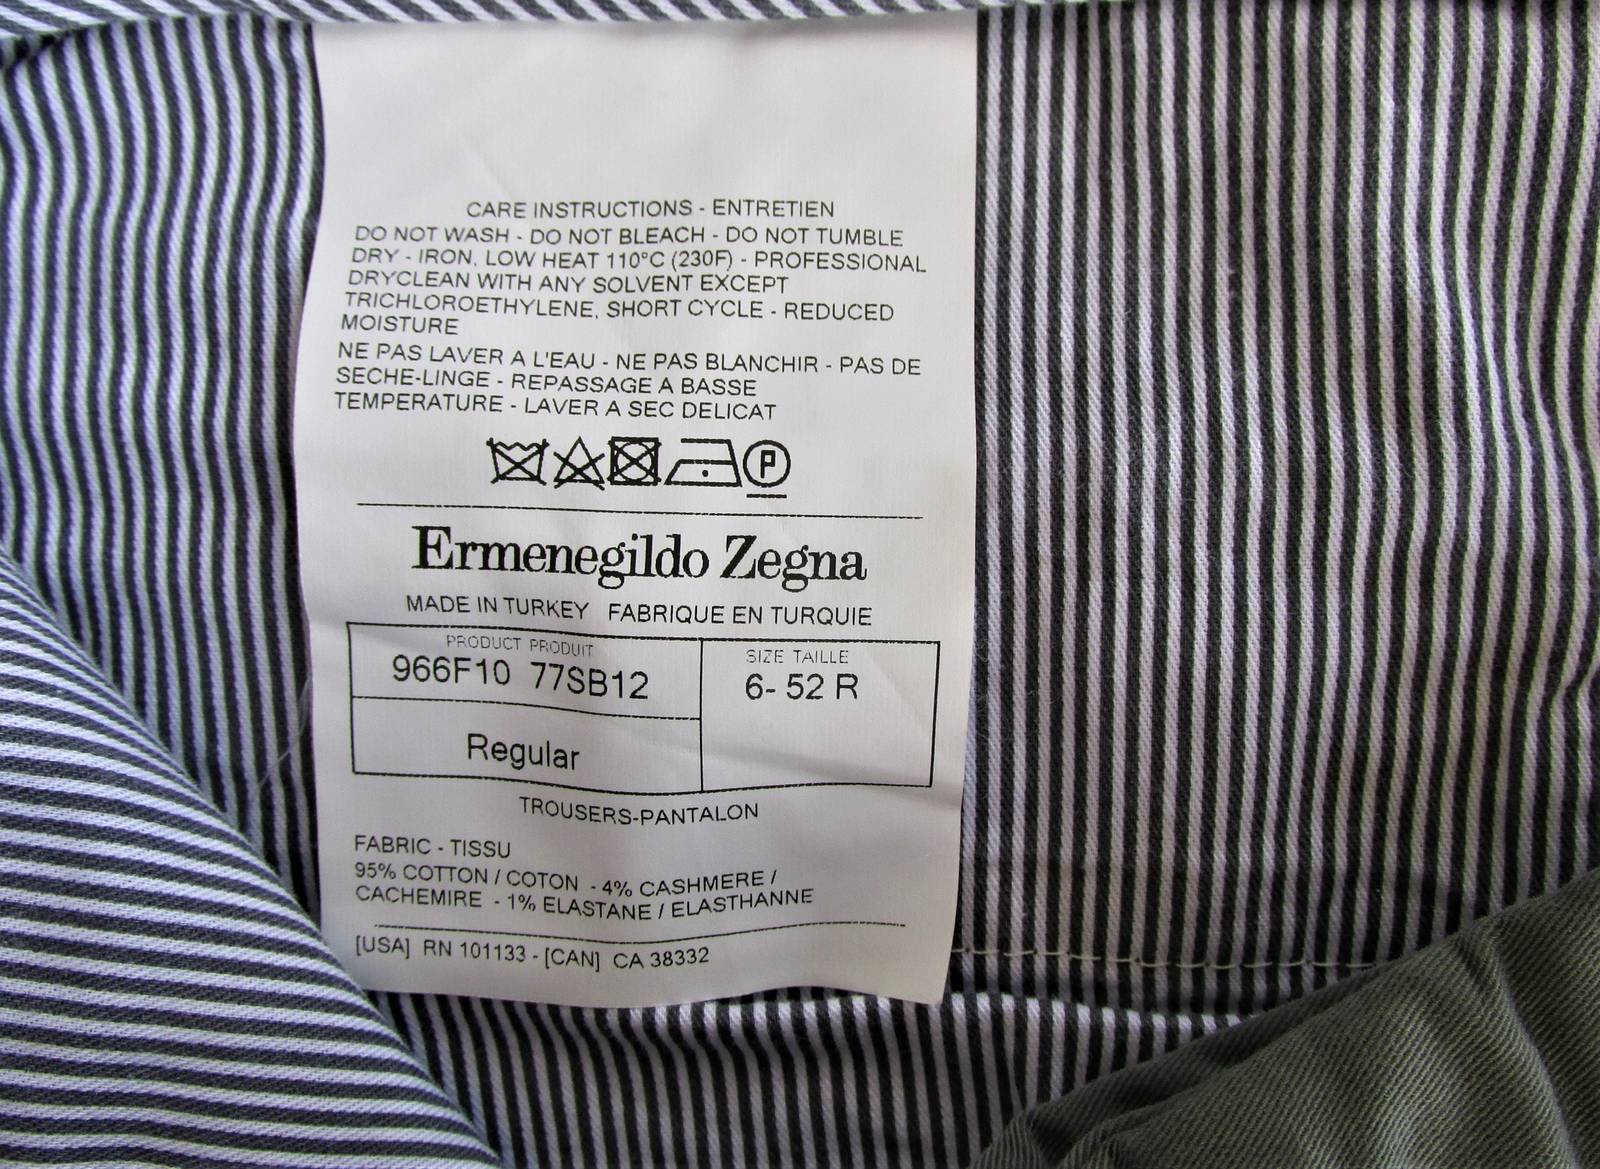 CARE INSTRUCTIONS - ENTRETIEN
DO NOT WASH - DO NOT BLEACH - DO NOT TUMBLE
DRY - IRON, LOW HEAT 110°C (230F) - PROFESSIONAL
DRYCLEAN WITH ANY SOLVENT EXCEPT
TRICHLOROETHYLENE, SHORT CYCLE - REDUCED
MOISTURE
NE PAS LAVER A L'EAU - NE PAS BLANCHIR - PAS DE
SECHE-LINGE - REPASSAGE A BASSE
TEMPERATURE - LAVER A SEC DELICAT
P
Ermenegildo Zegna
MADE IN TURKEY FABRIQUE EN TURQUIE
PRODUCT PRODUIT
966F10 77SB12
SIZE TAILLE
6- 52 R
Regular
TROUSERS-PANTALON
FABRIC - TISSU
95% COTTON / COTON - 4% CASHMERE /
CACHEMIRE - 1% ELASTANE / ELASTHANNE
[USA] RN 101133 - [CAN] CA 38332